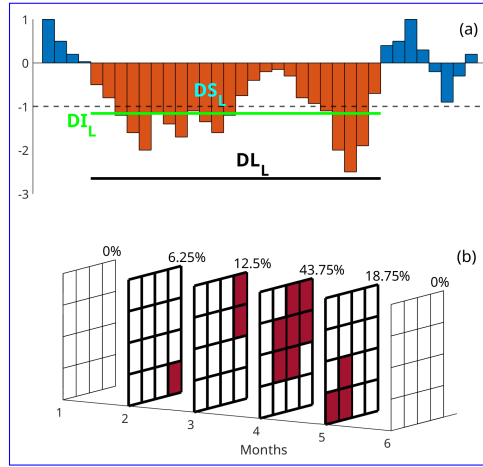 1
(a)
0
DS_L
-1
DI_L
-2
DL_L
-3
(b)
0%
6.25%
12.5%
43.75%
18.75%
0%
1
2
3
4
5
6
Months